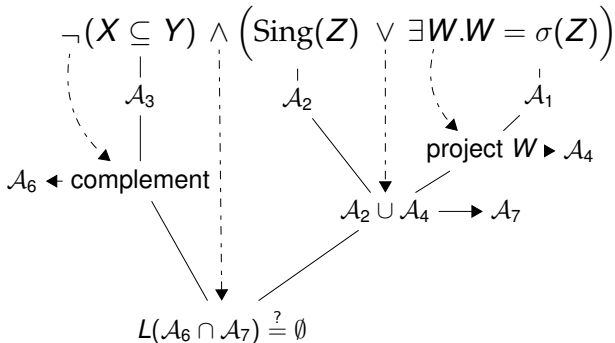 ¬(X ⊆ Y) ∧ (Sing(Z) ∨ ∃W.W = σ(Z))
𝒜₃ 𝒜₂ 𝒜₁
project W 𝒜₄
𝒜₆ complement
𝒜₂ ∪ 𝒜₄ 𝒜₇
L(𝒜₆ ∩ 𝒜₇) ≟ ∅